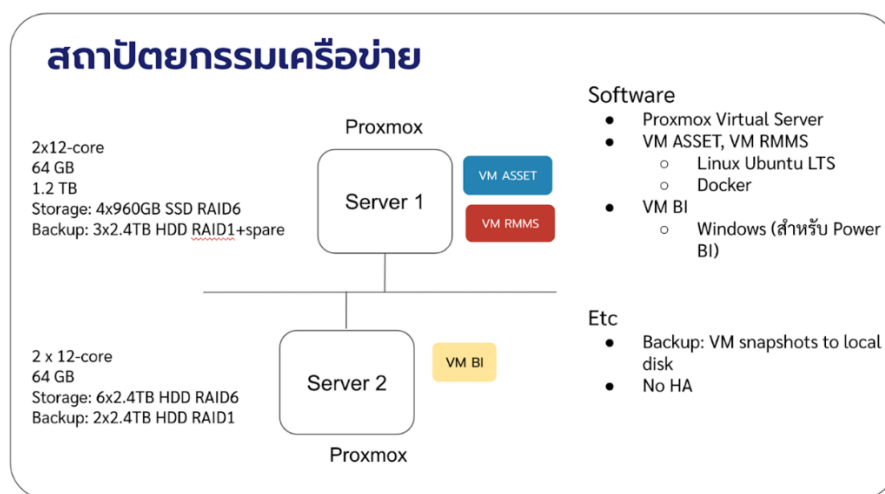 สถาปัตยกรรมเครือข่าย
Proxmox
2x12-core
64 GB
1.2 TB
Storage: 4x960GB SSD RAID6
Backup: 3x2.4TB HDD RAID1+spare
Server 1
VM ASSET
VM RMMS
2 x 12-core
64 GB
Storage: 6x2.4TB HDD RAID6
Backup: 2x2.4TB HDD RAID1
Server 2
VM BI
Proxmox
Software
● Proxmox Virtual Server
● VM ASSET, VM RMMS
○ Linux Ubuntu LTS
○ Docker
● VM BI
○ Windows (สำหรับ Power
BI)
Etc
● Backup: VM snapshots to local
disk
● No HA